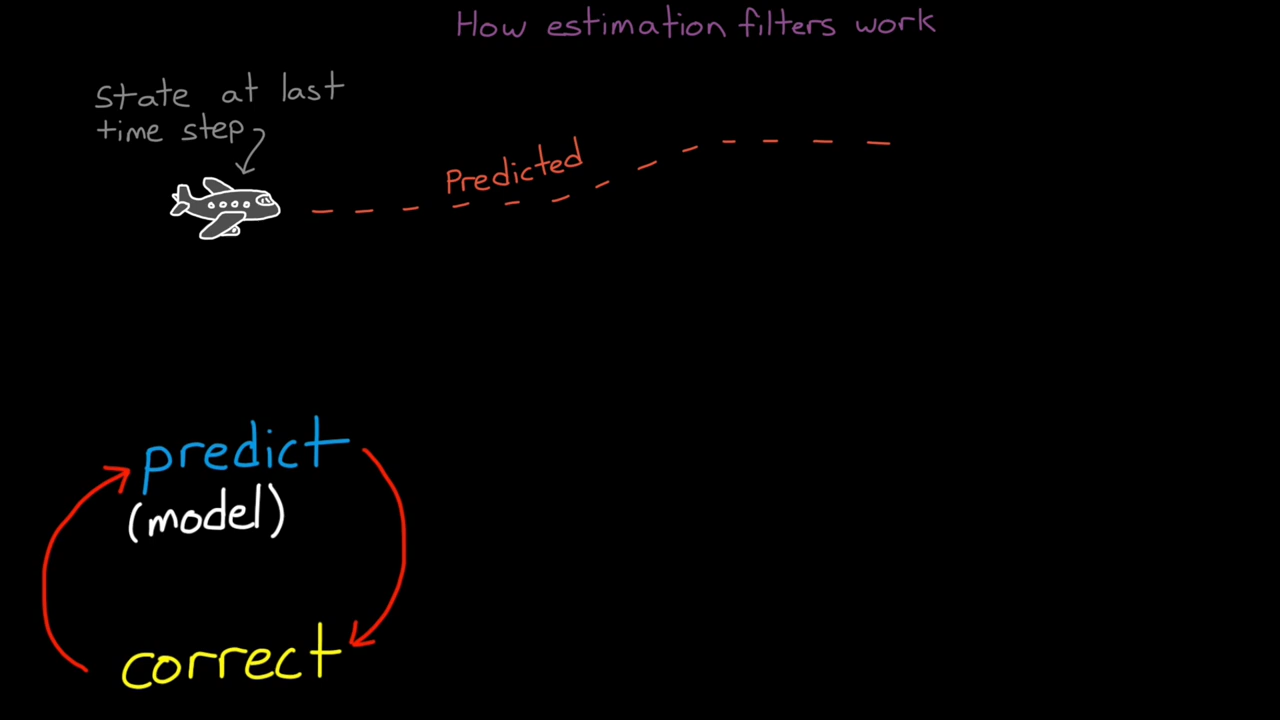 How estimation filters work
State at last
time step
Predicted
predict
(model)
correct